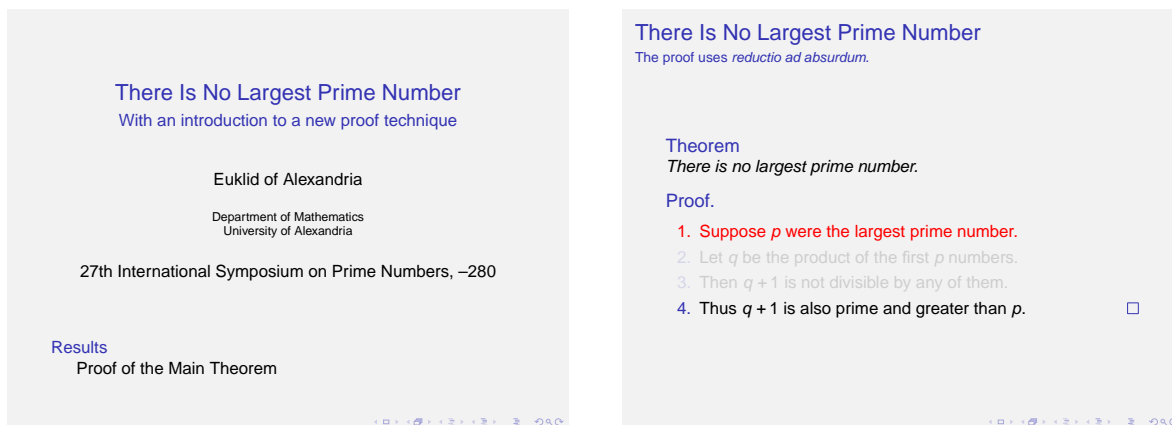 There Is No Largest Prime Number
With an introduction to a new proof technique
Euklid of Alexandria
Department of Mathematics
University of Alexandria
27th International Symposium on Prime Numbers, –280
Results
Proof of the Main Theorem
There Is No Largest Prime Number
The proof uses reductio ad absurdum.
Theorem
There is no largest prime number.
Proof.
1. Suppose p were the largest prime number.
2. Let q be the product of the first p numbers.
3. Then q + 1 is not divisible by any of them.
4. Thus q + 1 is also prime and greater than p. □